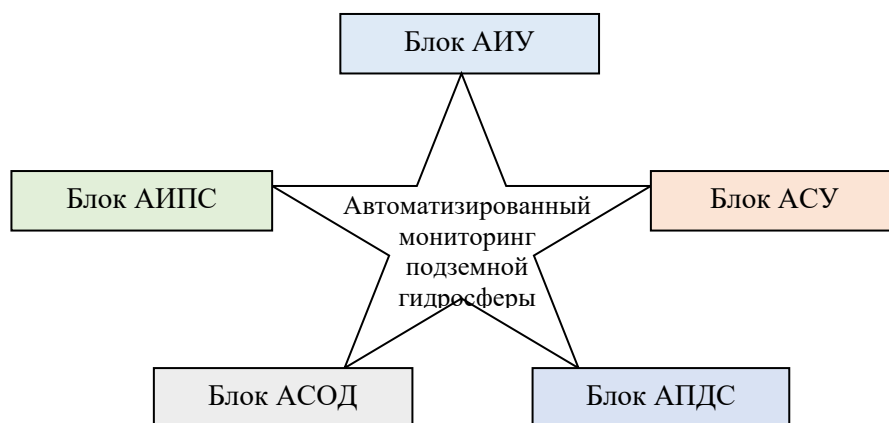 Блок АИУ
Блок АИПС
Блок АСУ
Автоматизированный
мониторинг
подземной
гидросферы
Блок АСОД
Блок АПДС